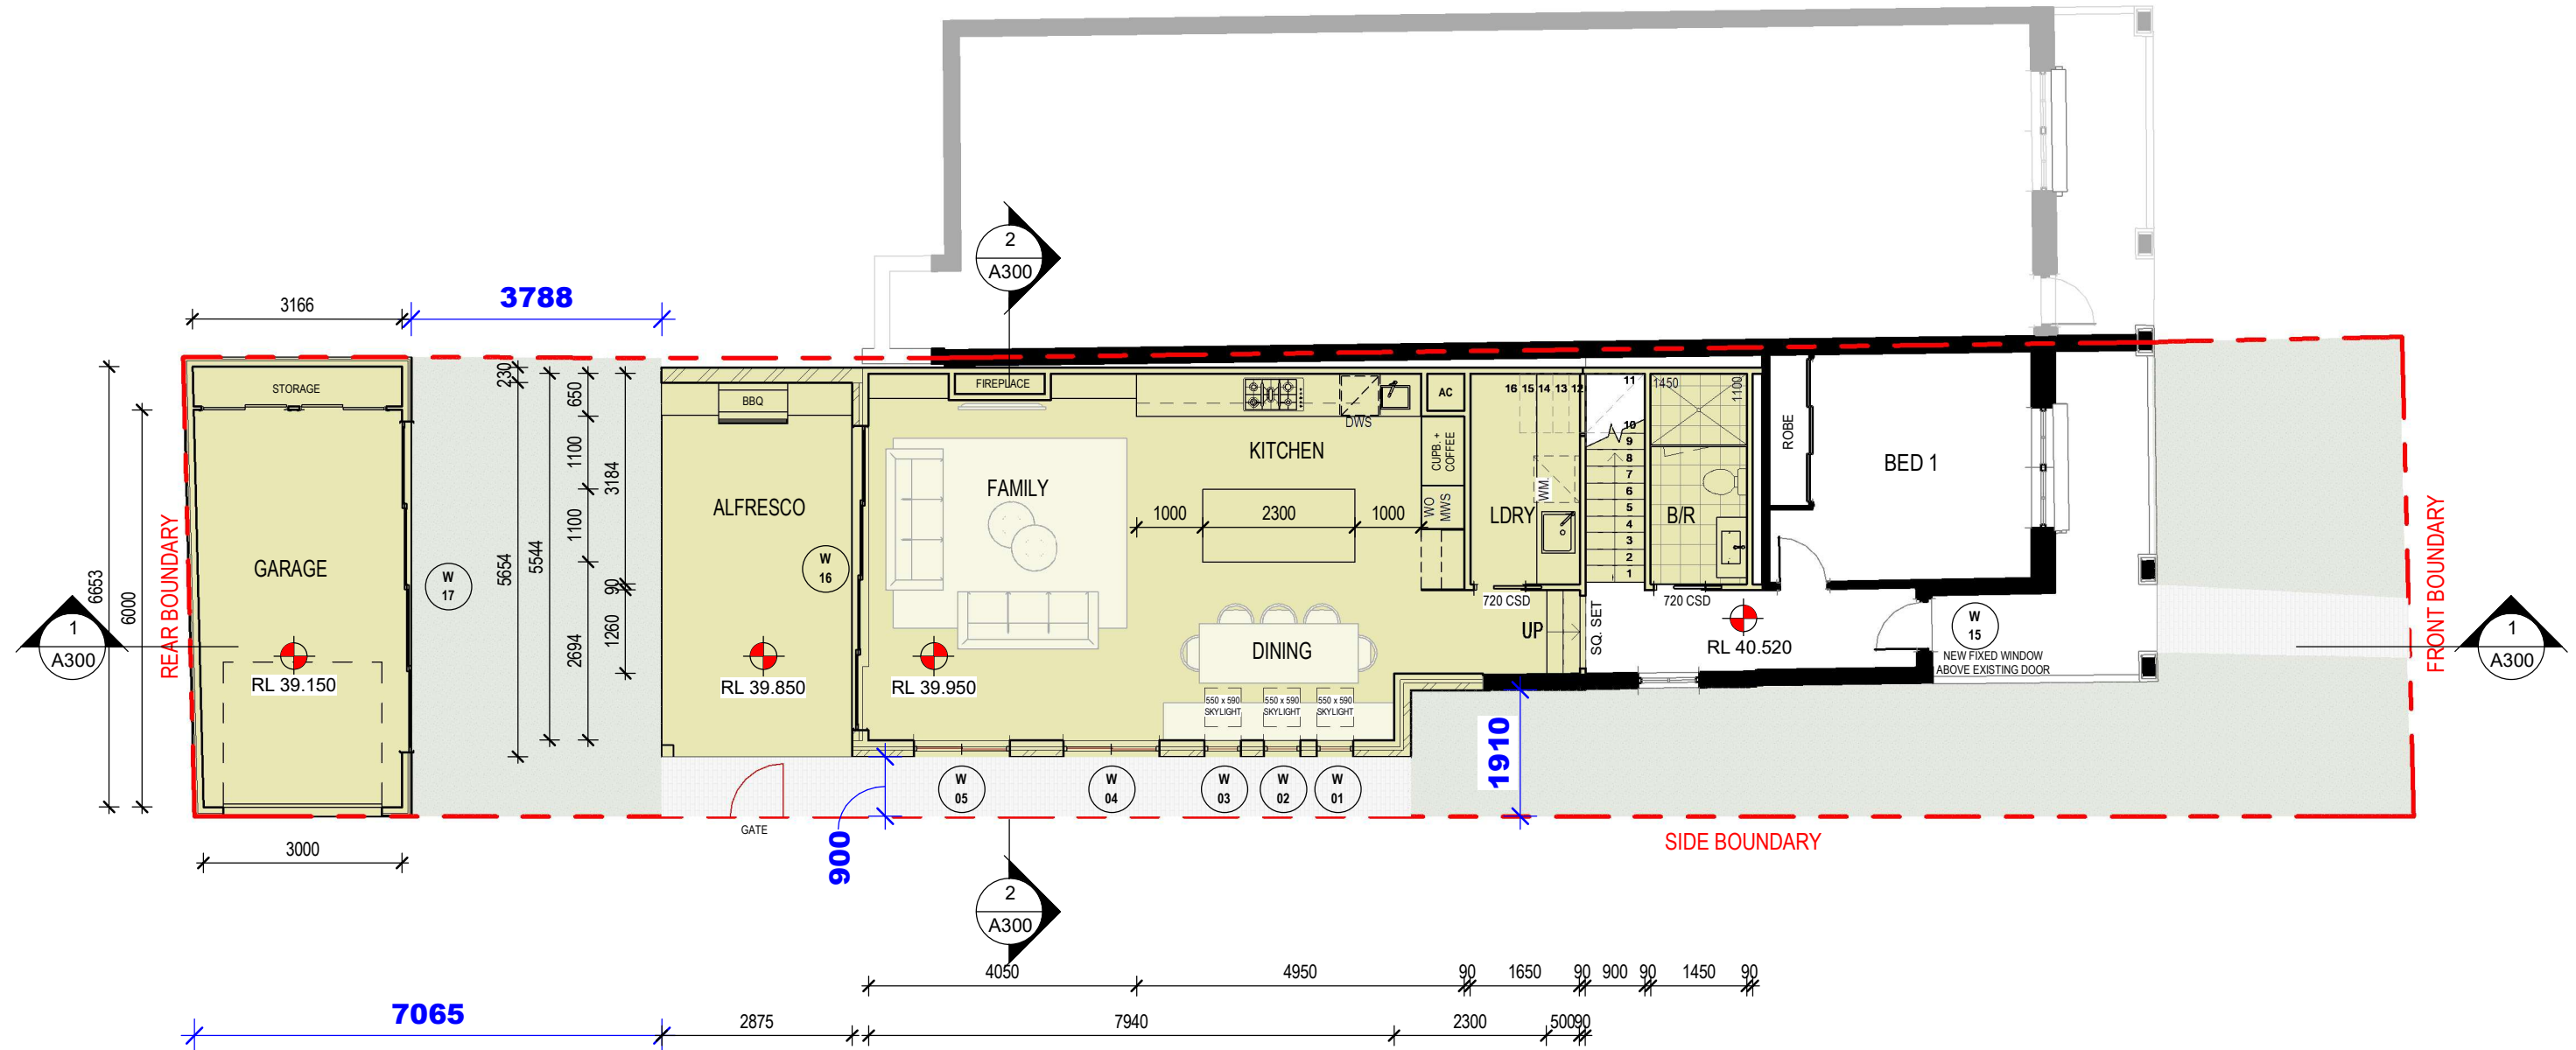 2
A300
3166
3788
STORAGE
230
650
FIREPLACE
BBQ
DWS
AC
16 15 14 13 12
11
10
9
8
7
6
5
4
3
2
1
1450
1100
ROBE
BED 1
KITCHEN
CUPB. +
COFFEE
FAMILY
ALFRESCO
1100
3184
1000
2300
1000
WO
MWS
WM.
LDRY
B/R
REAR BOUNDARY
GARAGE
W
17
5654
5544
1100
W
16
90
1260
2694
6653
6000
720 CSD
720 CSD
SQ. SET
UP
DINING
W
15
NEW FIXED WINDOW
ABOVE EXISTING DOOR
FRONT BOUNDARY
1
A300
1
A300
RL 39.150
RL 39.850
RL 39.950
RL 40.520
550 x 590
SKYLIGHT
550 x 590
SKYLIGHT
550 x 590
SKYLIGHT
1910
W
05
W
04
W
03
W
02
W
01
GATE
900
3000
SIDE BOUNDARY
2
A300
4050
4950
90
1650
90
900
90
1450
90
7065
2875
7940
2300
500
90